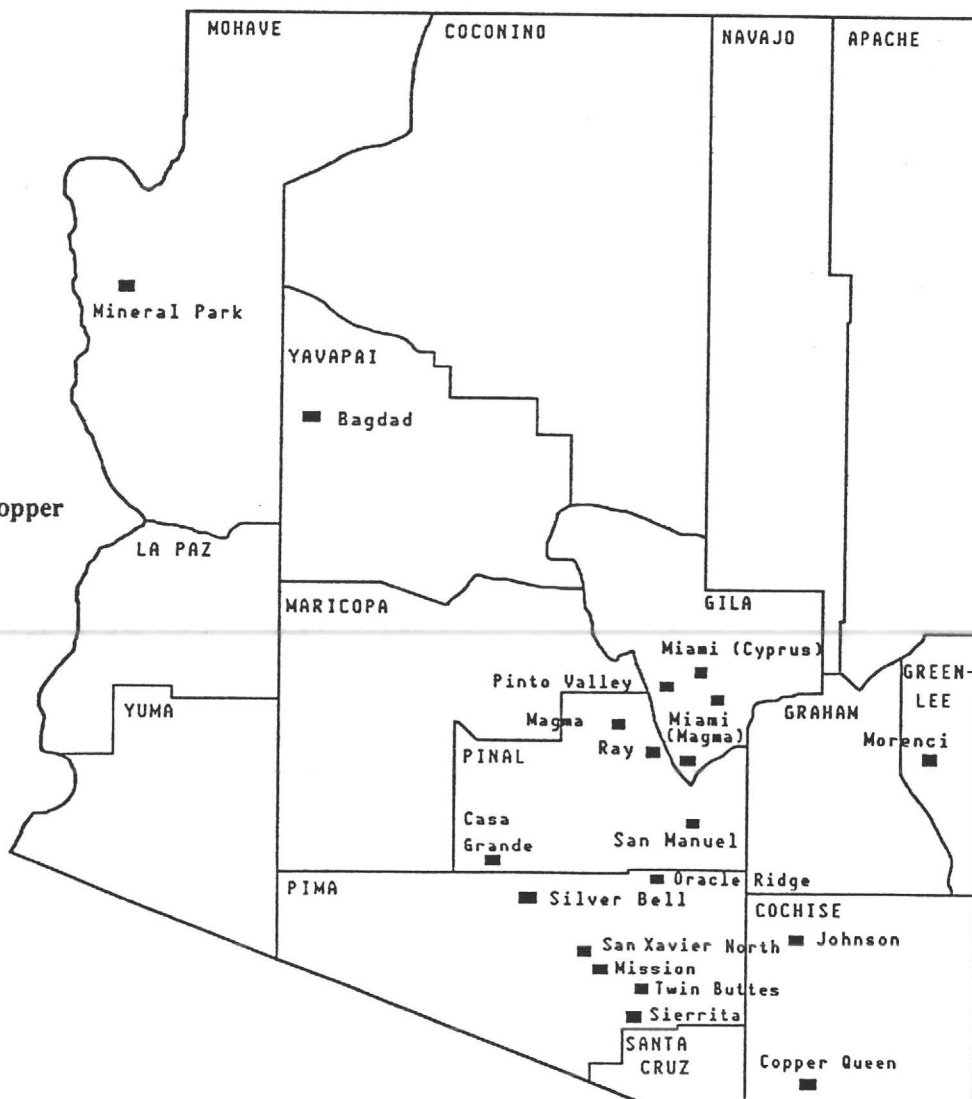 MOHAVE
COCONINO
NAVAJO
APACHE
Mineral Park
YAVAPAI
Bagdad
opper
LA PAZ
MARICOPA
GILA
Miami (Cyprus)
Pinto Valley
GREEN-
LEE
YUMA
Magma
Miami
(Magma)
GRAHAM
Ray
Morenci
PINAL
Casa
Grande
San Manuel
PIMA
Oracle Ridge
Silver Bell
COCHISE
San Xavier North
Johnson
Mission
Twin Buttes
Sierrita
SANTA
CRUZ
Copper Queen